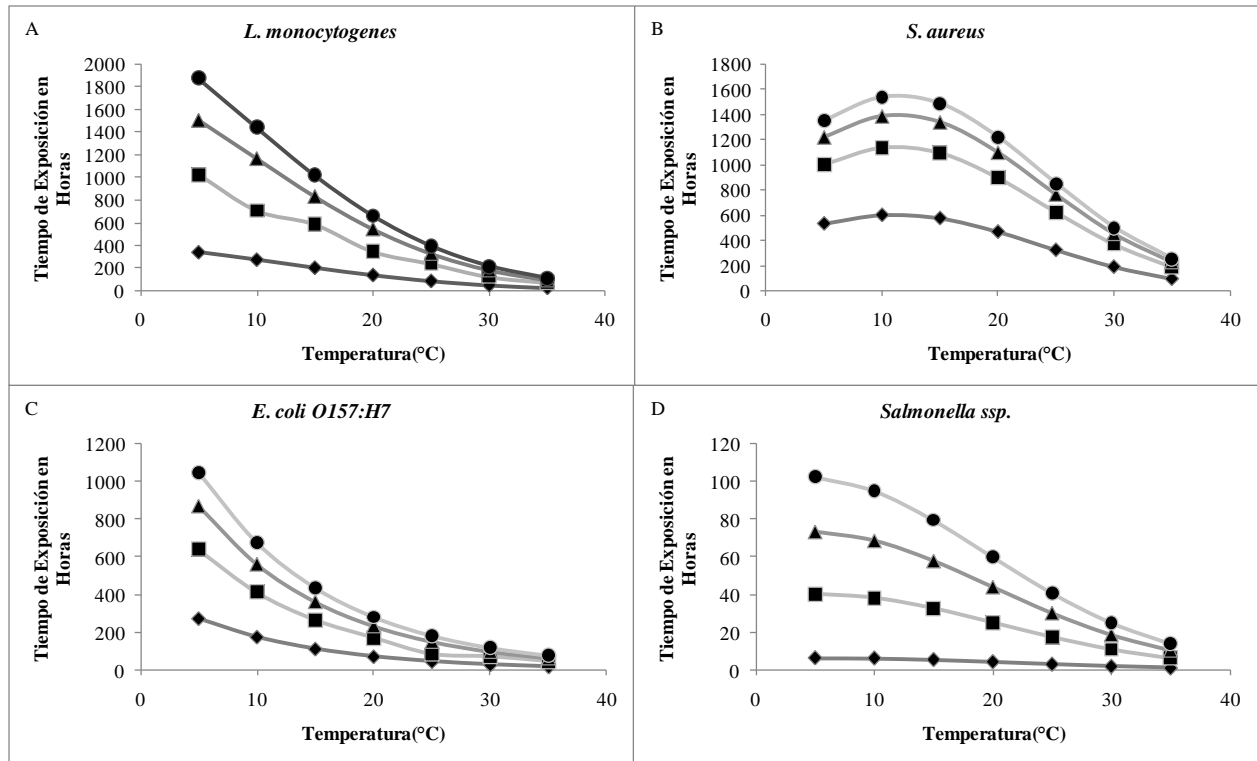 A
L. monocytogenes
2000
1800
1600
1400
1200
1000
800
600
400
200
0
0
10
20
30
40
Tiempo de Exposición en
Horas
Temperatura(°C)
B
S. aureus
1800
1600
1400
1200
1000
800
600
400
200
0
0
10
20
30
40
Tiempo de Exposición en
Horas
Temperatura(°C)
C
E. coli O157:H7
1200
1000
800
600
400
200
0
0
10
20
30
40
Tiempo de Exposición en
Horas
Temperatura(°C)
D
Salmonella ssp.
120
100
80
60
40
20
0
0
10
20
30
40
Tiempo de Exposición en
Horas
Temperatura(°C)